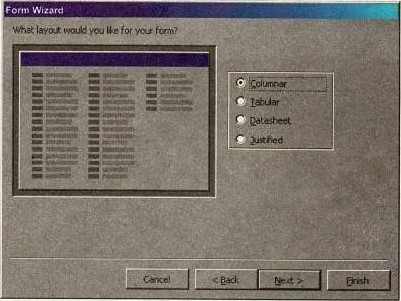 Form Wizard
What layout would you like for your form?
Columnar
Tabular
Datasheet
Justified
Cancel
< Back
Next >
Finish